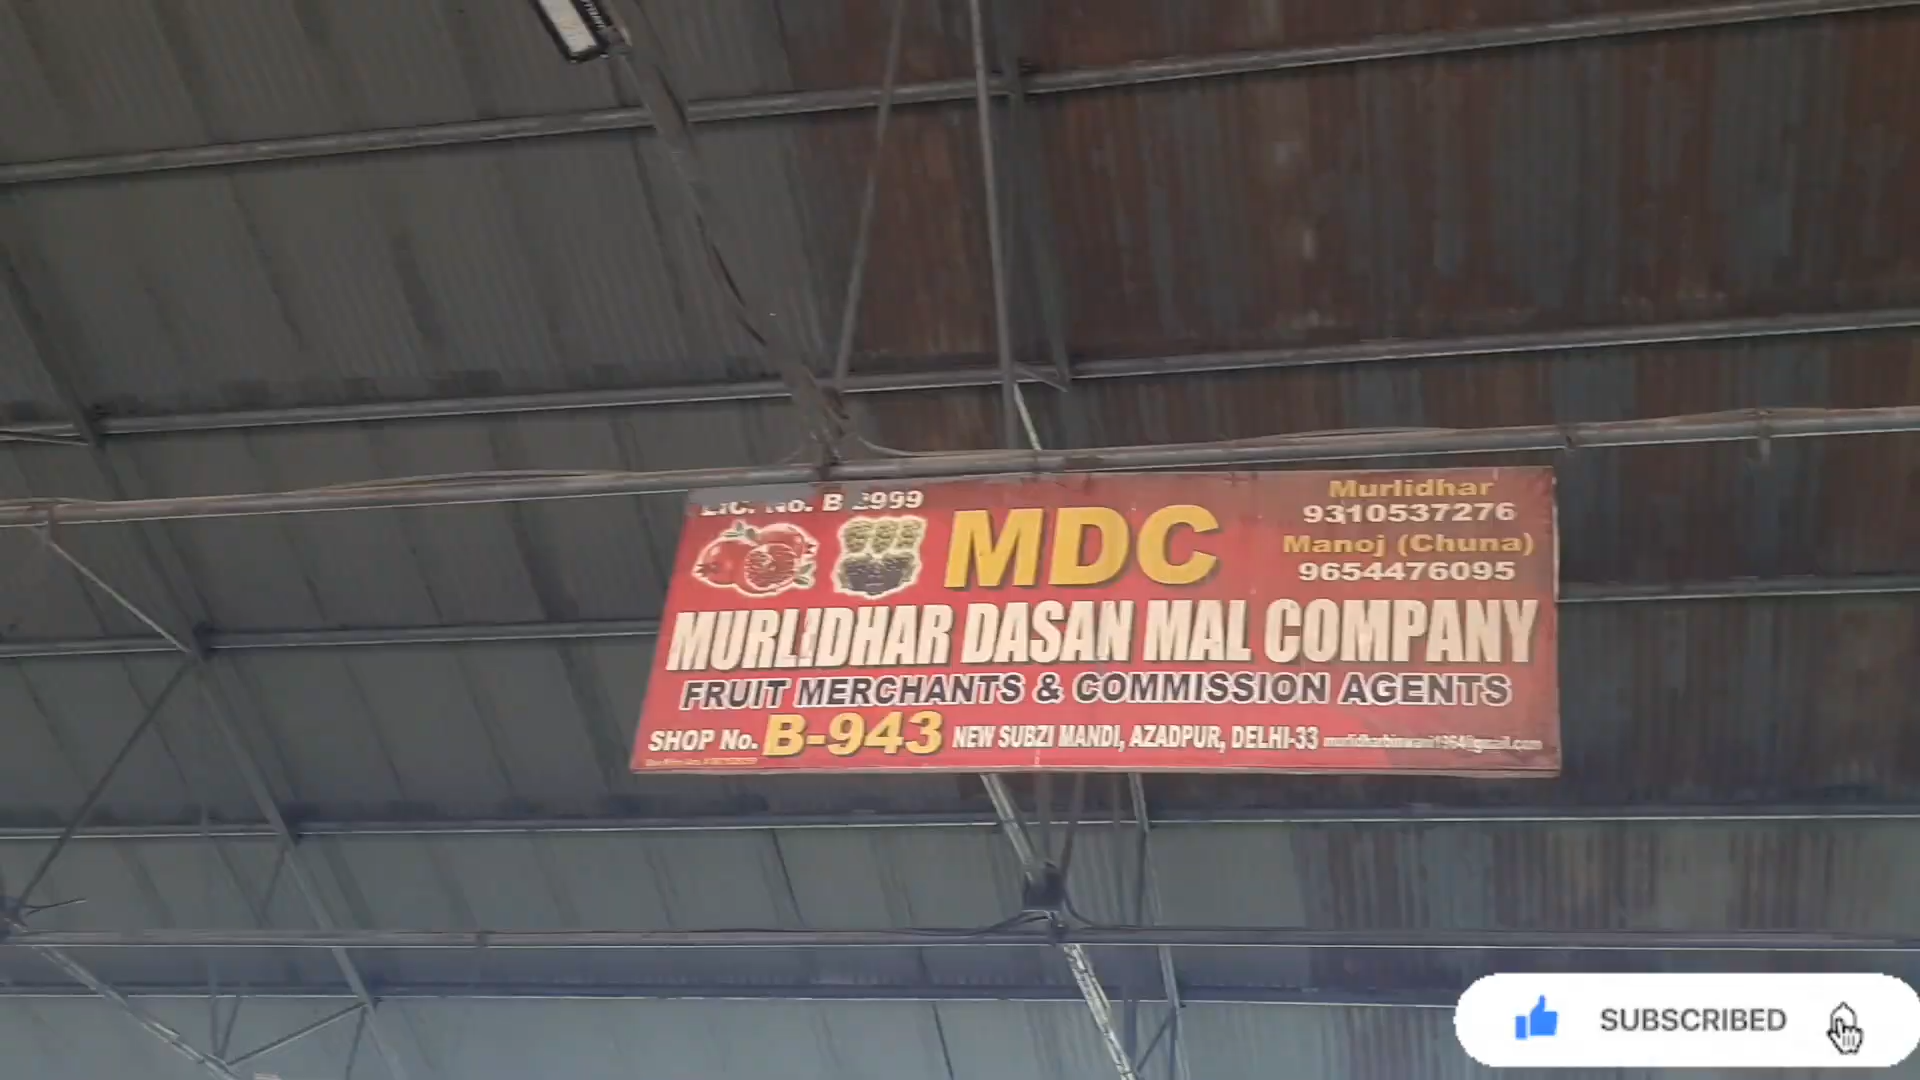 LIC. No. B 2999
MDC
Murlidhar
9310537276
Manoj (Chuna)
9654476095
MURLIDHAR DASAN MAL COMPANY
FRUIT MERCHANTS & COMMISSION AGENTS
SHOP No. B-943 NEW SUBZI MANDI, AZADPUR, DELHI-33
SUBSCRIBED